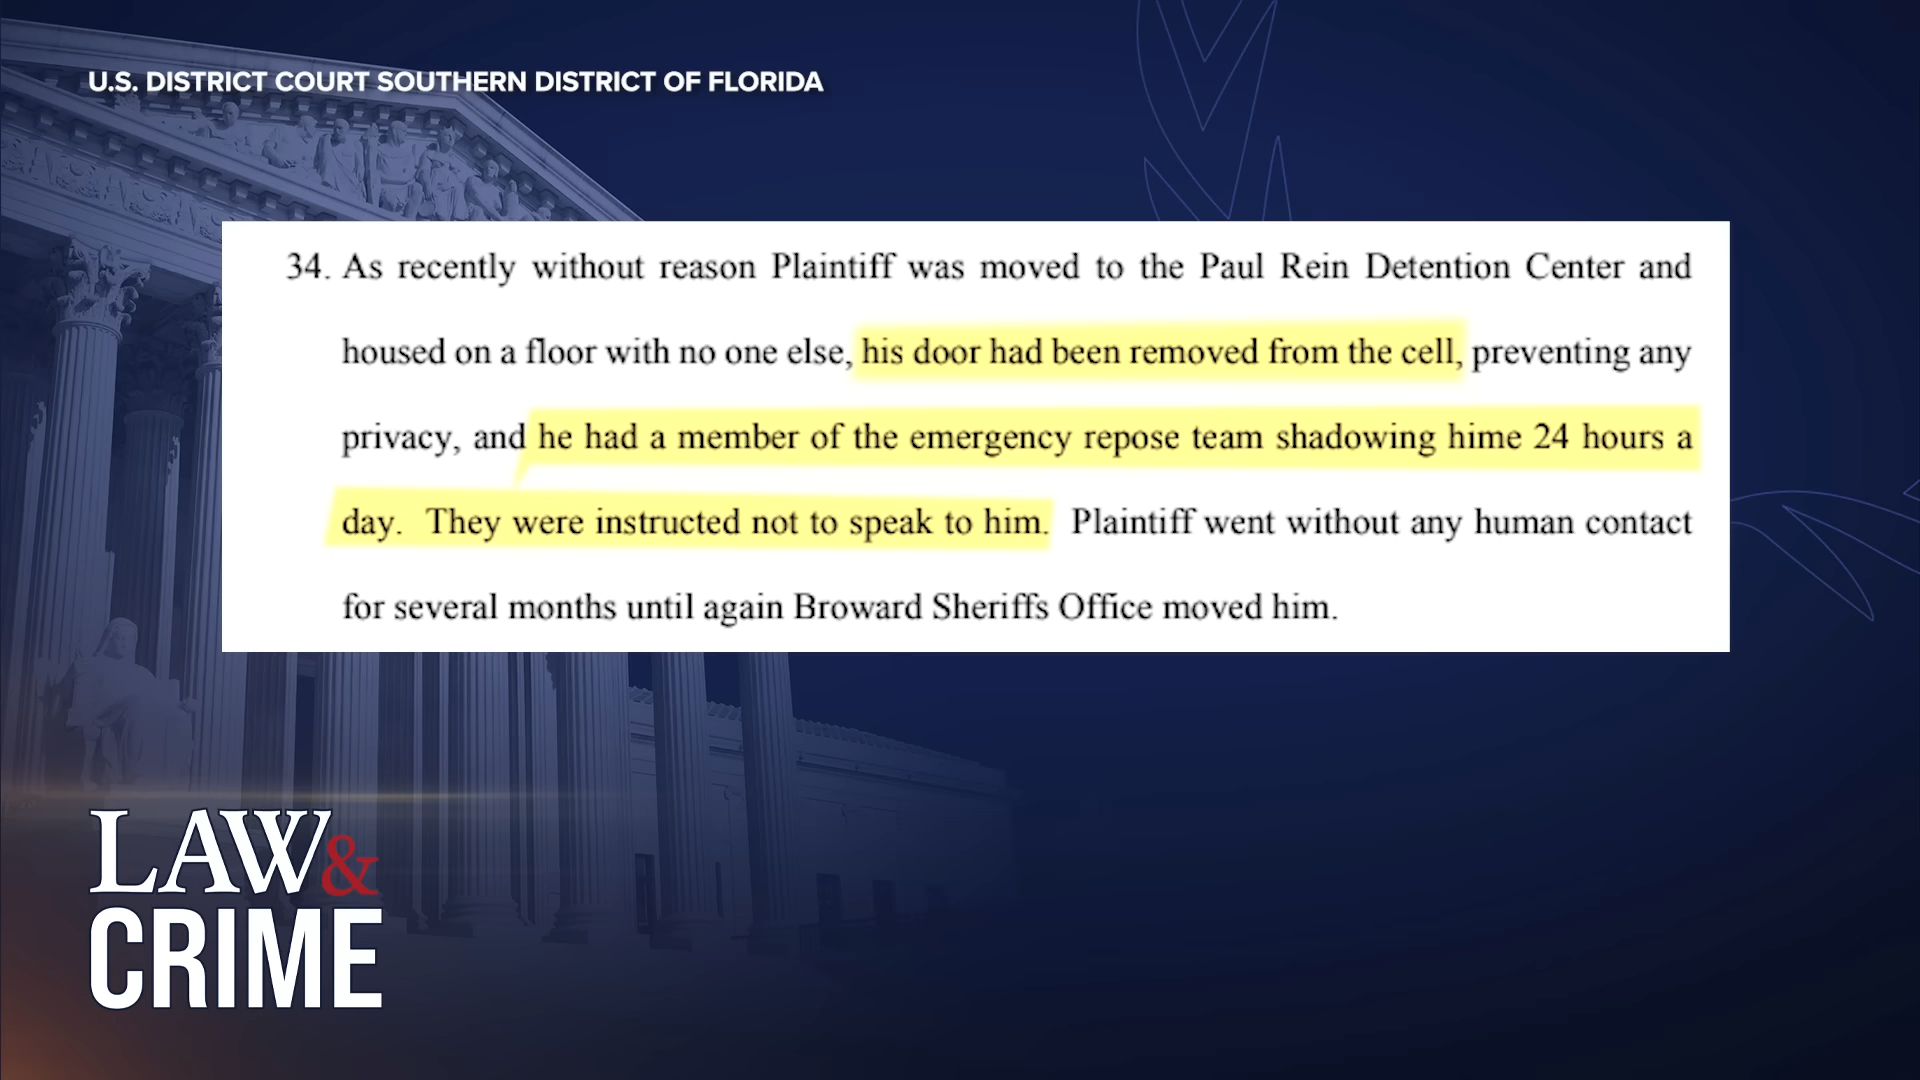 U.S. DISTRICT COURT SOUTHERN DISTRICT OF FLORIDA
34. As recently without reason Plaintiff was moved to the Paul Rein Detention Center and
housed on a floor with no one else, his door had been removed from the cell, preventing any
privacy, and he had a member of the emergency repose team shadowing hime 24 hours a
day. They were instructed not to speak to him. Plaintiff went without any human contact
for several months until again Broward Sheriffs Office moved him.
LAW&
CRIME